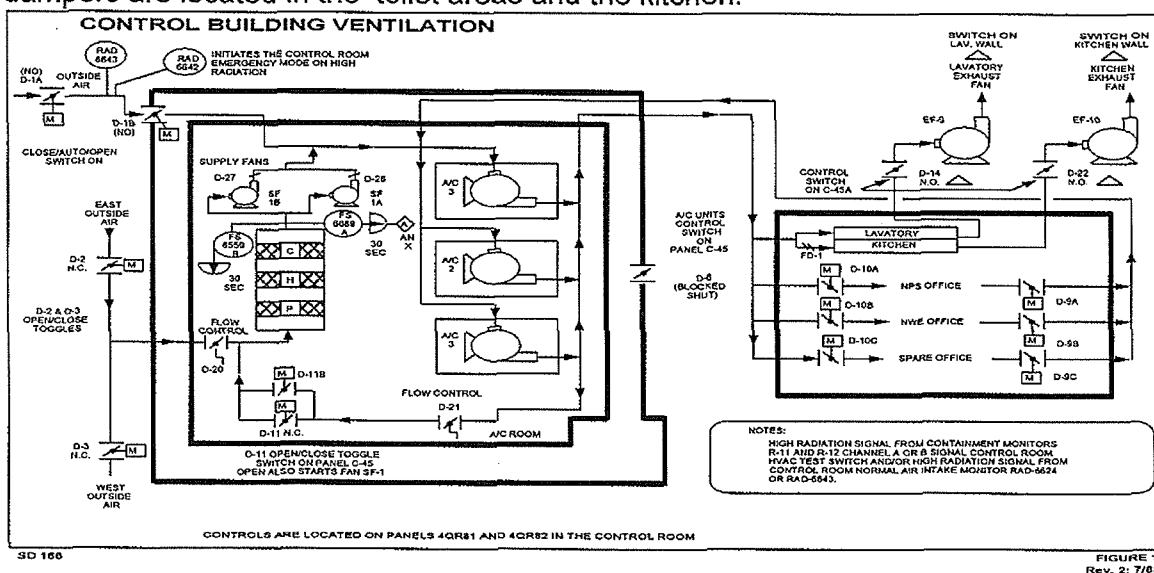 dampers are located in the toilet areas and the kitchen.
CONTROL BUILDING VENTILATION
RAD
6643
RAD
6642
INITIATES THE CONTROL ROOM
EMERGENCY MODE ON HIGH
RADIATION
(NO)
D-1A
OUTSIDE
AIR
M
D-1B
(NO)
M
CLOSE/AUTO/OPEN
SWITCH ON
EAST
OUTSIDE
AIR
D-2
N.C.
M
D-2 & D-3
OPEN/CLOSE
TOGGLES
D-3
N.C.
M
WEST
OUTSIDE
AIR
SUPPLY FANS
D-27
SF
1B
SF
1A
FS
30
SEC
FS
A
30
SEC
AN
X
C
H
P
FLOW
CONTROL
D-20
M
D-11B
M
D-11 N.C.
FLOW CONTROL
D-21
A/C ROOM
D-11 OPEN/CLOSE TOGGLE
SWITCH ON PANEL C-45
OPEN ALSO STARTS FAN SF-1
A/C
3
A/C
2
A/C
3
A/C UNITS
CONTROL
SWITCH
ON
PANEL C-45
(BLOCKED
SHUT)
SWITCH ON
LAV. WALL
LAVATORY
EXHAUST
FAN
EF-9
SWITCH ON
KITCHEN WALL
KITCHEN
EXHAUST
FAN
EF-10
CONTROL
SWITCH
ON C-45A
D-14
N.O.
D-22
N.O.
LAVATORY
KITCHEN
FD-1
M
D-10A
NPS OFFICE
M
D-9A
M
D-10B
NWE OFFICE
M
D-9B
M
D-10C
SPARE OFFICE
M
D-9C
NOTES:
HIGH RADIATION SIGNAL FROM CONTAINMENT MONITORS
R-11 AND R-12 CHANNEL A OR B SIGNAL CONTROL ROOM
HVAC TEST SWITCH AND/OR HIGH RADIATION SIGNAL FROM
CONTROL ROOM NORMAL AIR INTAKE MONITOR RAD-6624
OR RAD-6643.
CONTROLS ARE LOCATED ON PANELS 4QR81 AND 4QR82 IN THE CONTROL ROOM
SD 166
FIGURE
Rev. 2: 7/8